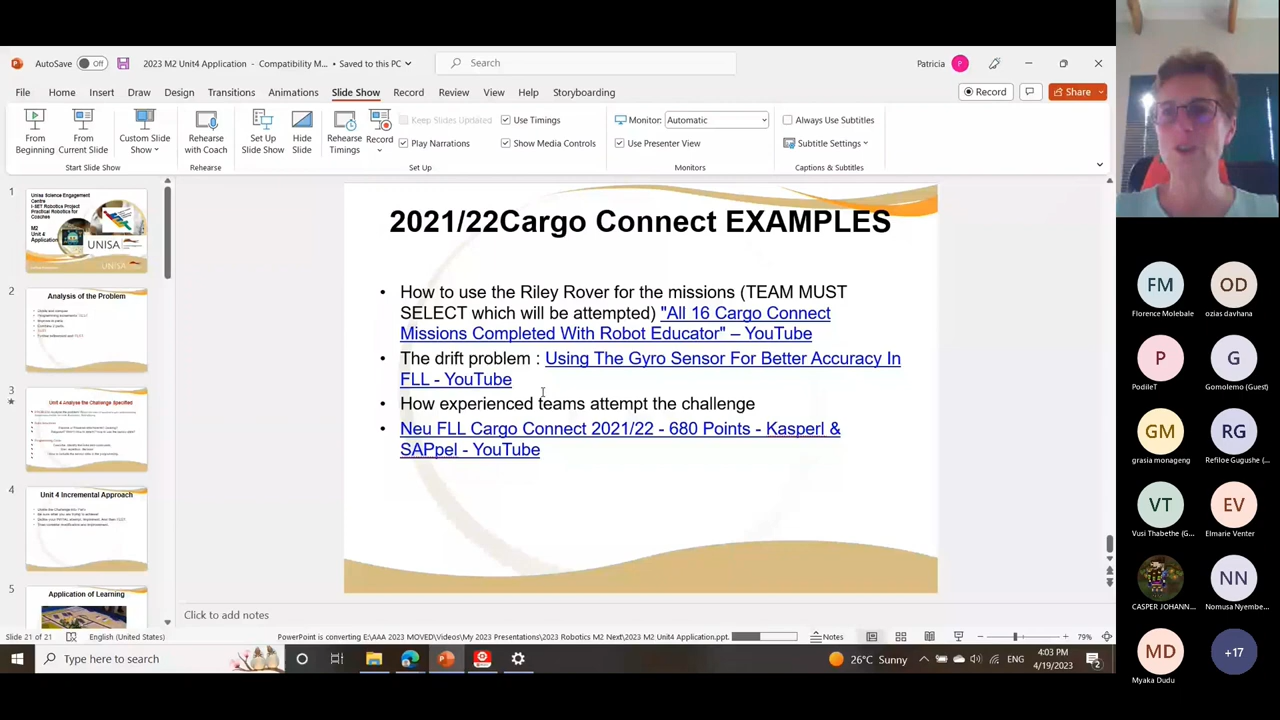 AutoSave Off 2023 M2 Unit4 Application - Compatibility M... • Saved to this PC Search Patricia P
File Home Insert Draw Design Transitions Animations Slide Show Record Review View Help Storyboarding Record Share
From Beginning
From Current Slide
Custom Slide Show
Rehearse with Coach
Set Up Slide Show
Hide Slide
Rehearse Timings
Record
Keep Slides Updated
Play Narrations
Use Timings
Show Media Controls
Monitor: Automatic
Use Presenter View
Always Use Subtitles
Subtitle Settings
Start Slide Show Rehearse Set Up Monitors Captions & Subtitles
1
Unisa Science Engagement
Centre
I-SET Robotics Project
Practical Robotics for
Coaches
M2
Unit 4
Application
UNISA
2
Analysis of the Problem
3
Unit 4 Analyse the Challenge Specified
4
Unit 4 Incremental Approach
5
Application of Learning
2021/22Cargo Connect EXAMPLES
• How to use the Riley Rover for the missions (TEAM MUST
SELECT which will be attempted) "All 16 Cargo Connect
Missions Completed With Robot Educator" – YouTube
• The drift problem : Using The Gyro Sensor For Better Accuracy In
FLL - YouTube
• How experienced teams attempt the challenge
• Neu FLL Cargo Connect 2021/22 - 680 Points - Kasperl &
SAPpel - YouTube
Click to add notes
Slide 21 of 21 English (United States) PowerPoint is converting E:\AAA 2023 MOVED\Videos\My 2023 Presentations\2023 Robotics M2 Next\2023 M2 Unit4 Application.ppt. Notes 79%
Type here to search 26°C Sunny ENG 4:03 PM
4/19/2023 2
FM
Florence Molebale
OD
ozias davhana
P
PodileT
G
Gomolemo (Guest)
GM
grasia monageng
RG
Refiloe Gugushe (...
VT
Vusi Thabethe (G...
EV
Elmarie Venter
CASPER JOHANN...
NN
Nomusa Nyembe...
MD
Myaka Dudu
+17